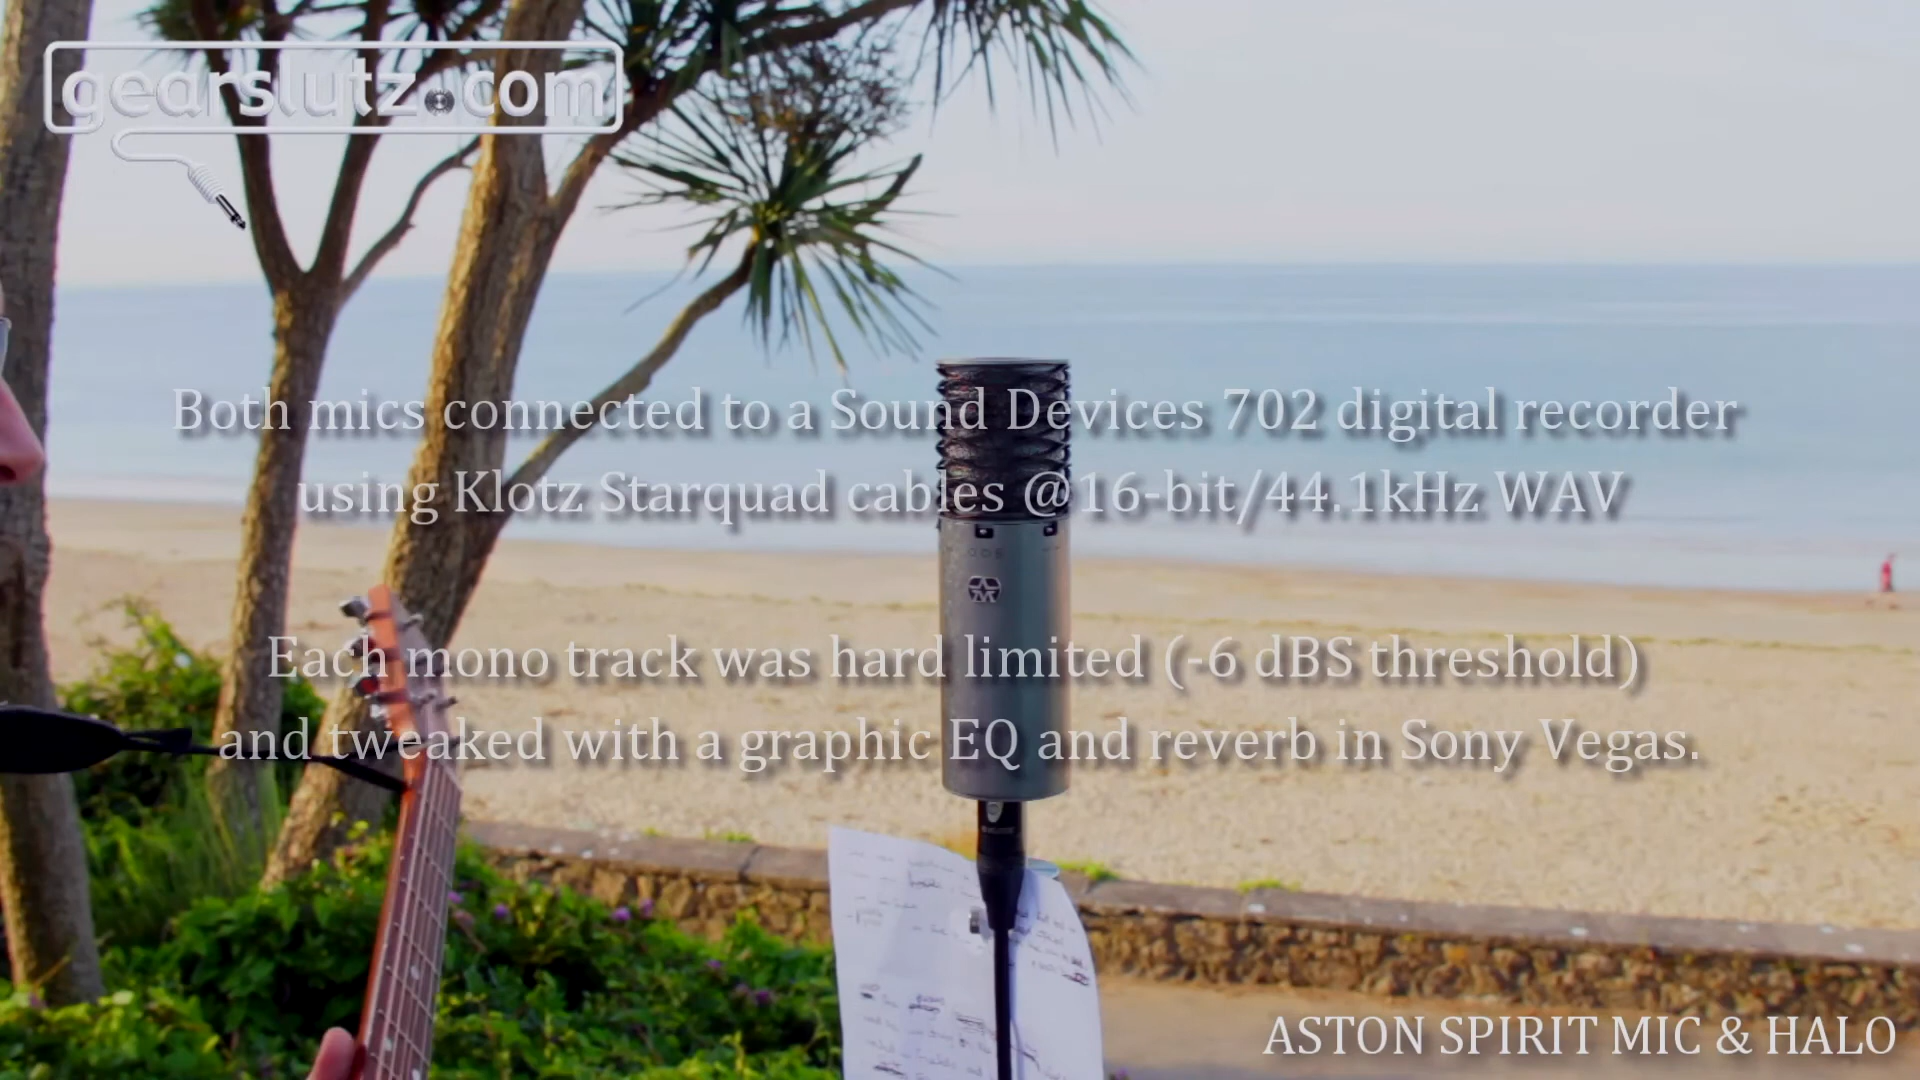 gearslutz.com
Both mics connected to a Sound Devices 702 digital recorder
using Klotz Starquad cables @16-bit/44.1kHz WAV
Each mono track was hard limited (-6 dBS threshold)
and tweaked with a graphic EQ and reverb in Sony Vegas.
ASTON SPIRIT MIC & HALO